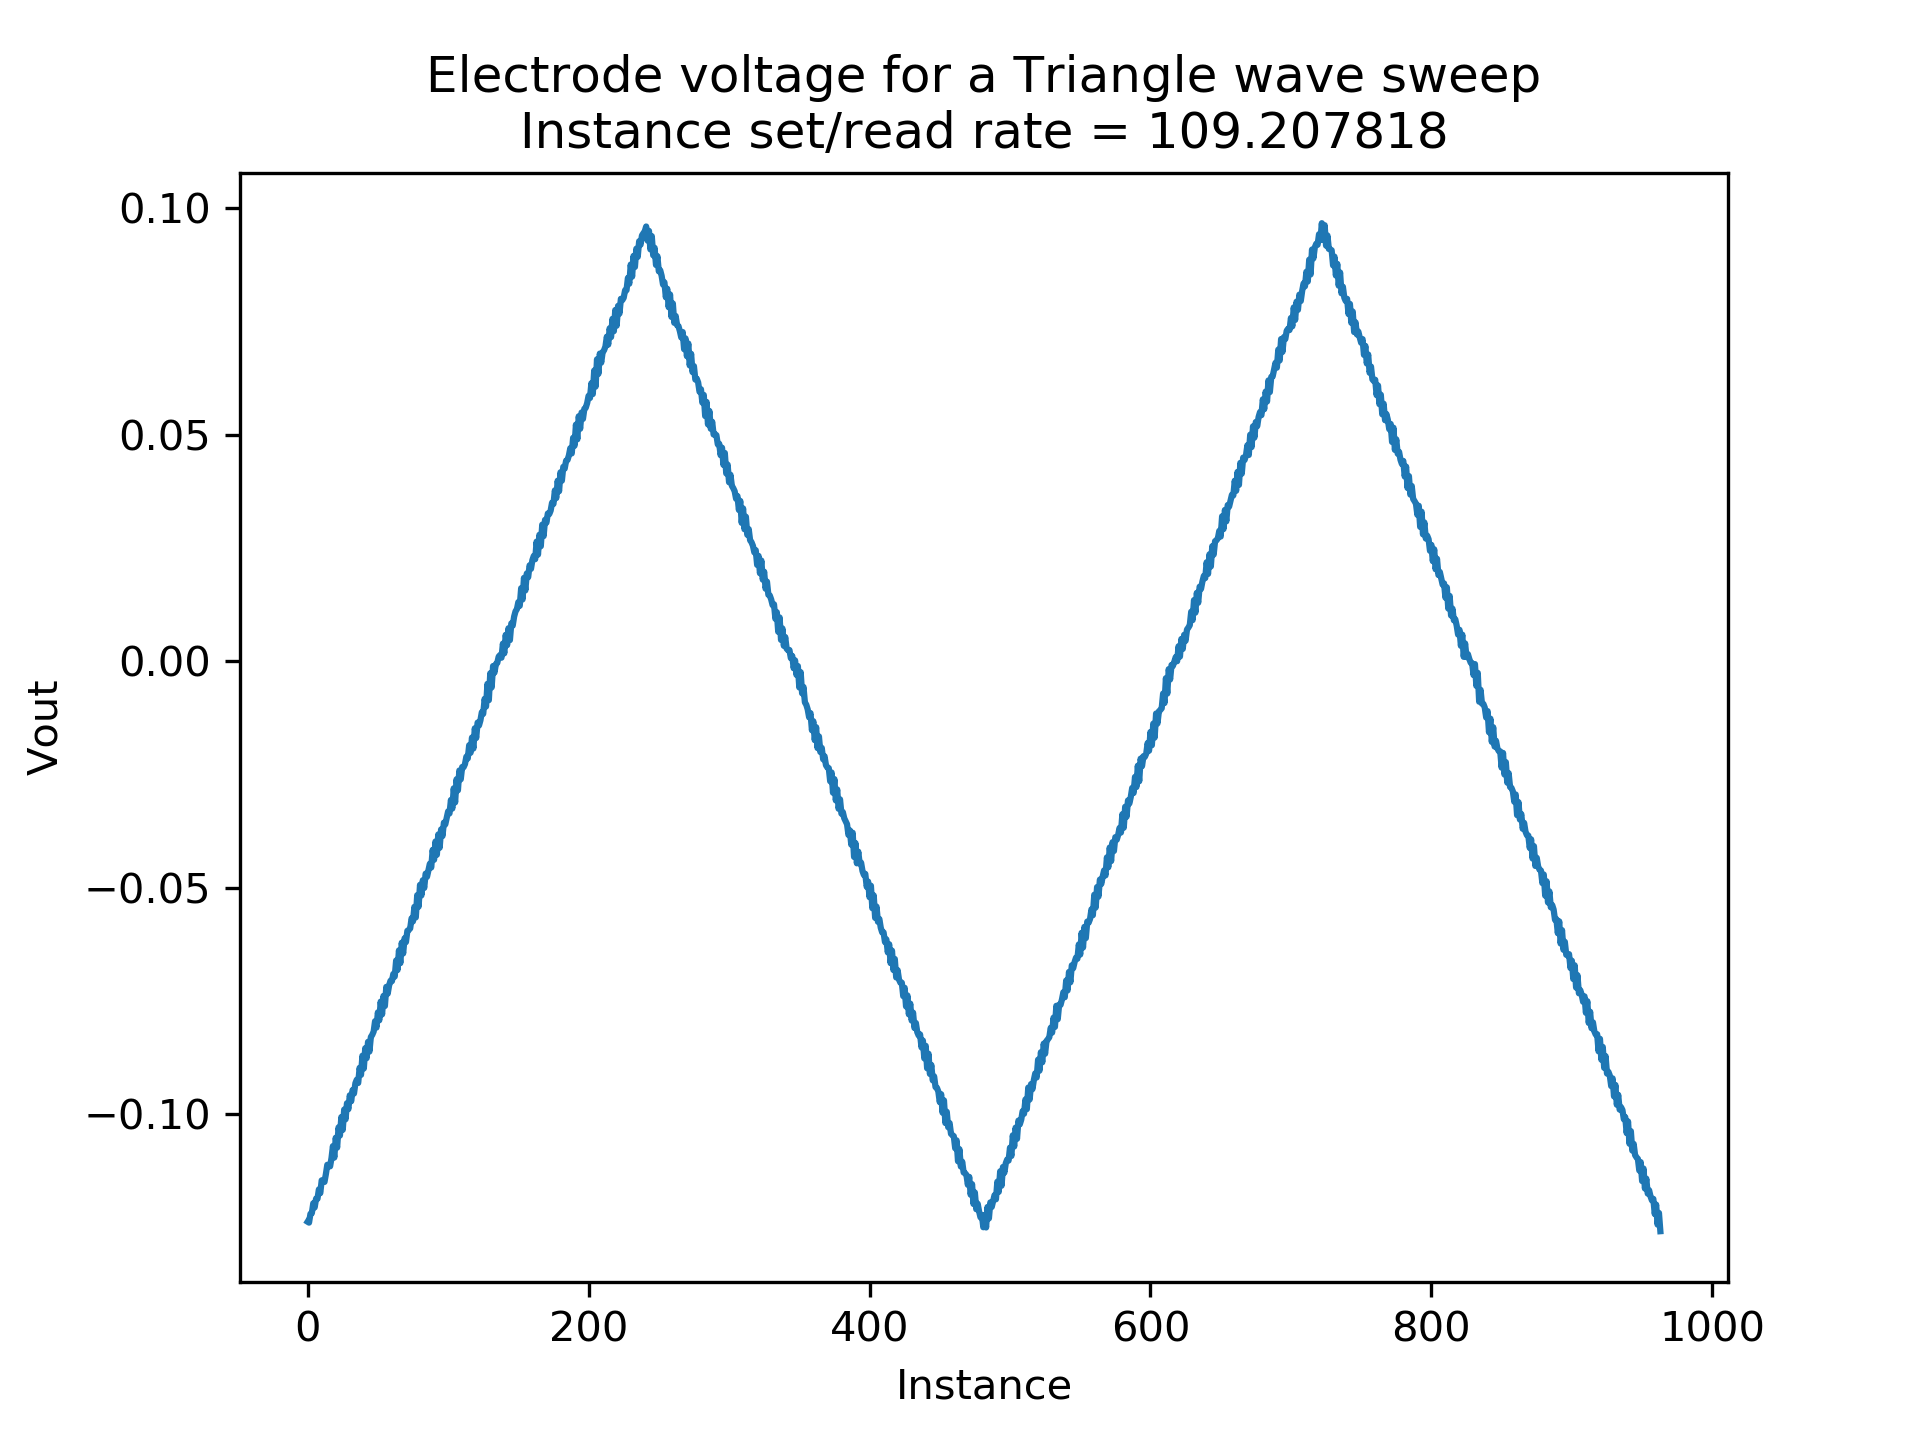 Electrode voltage for a Triangle wave sweep
Instance set/read rate = 109.207818
0.10
0.05
0.00
−0.05
−0.10
Vout
0 200 400 600 800 1000
Instance